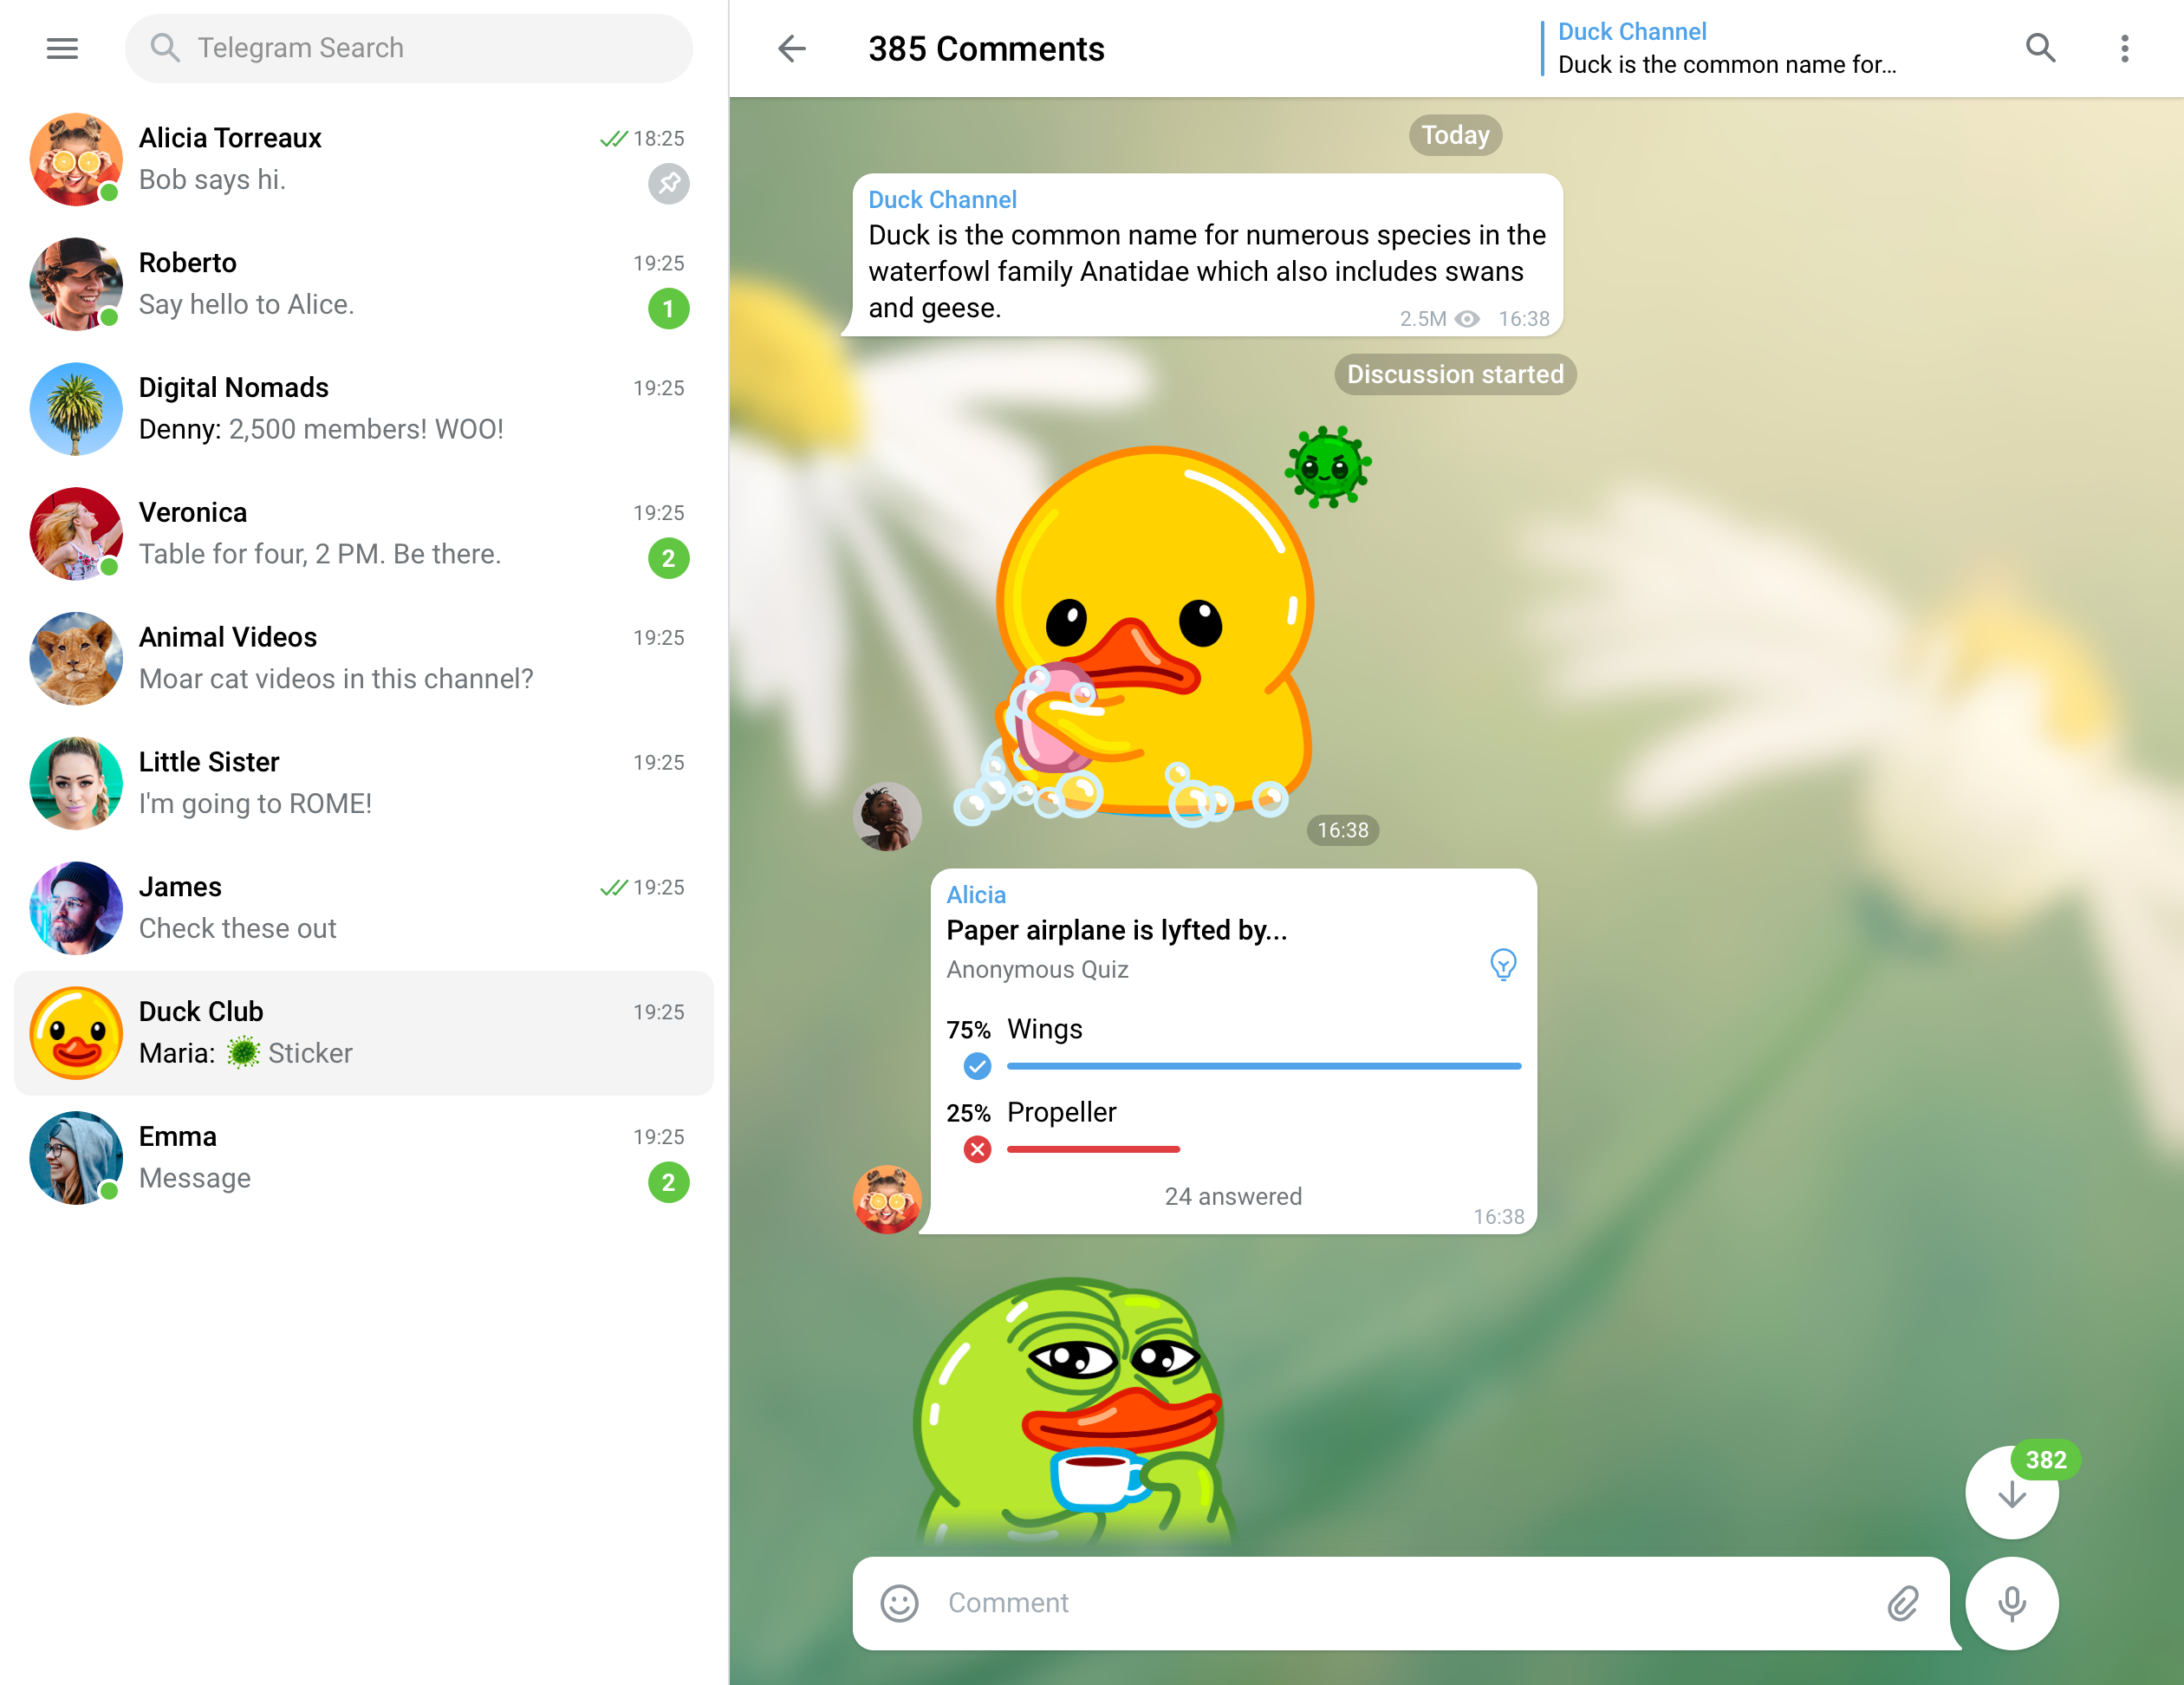 Telegram Search
Alicia Torreaux
18:25
Bob says hi.
Roberto
19:25
Say hello to Alice.
1
Digital Nomads
19:25
Denny: 2,500 members! WOO!
Veronica
19:25
Table for four, 2 PM. Be there.
2
Animal Videos
19:25
Moar cat videos in this channel?
Little Sister
19:25
I'm going to ROME!
James
19:25
Check these out
Duck Club
19:25
Maria: Sticker
Emma
19:25
Message
2
385 Comments
Duck Channel
Duck is the common name for...
Today
Duck Channel
Duck is the common name for numerous species in the
waterfowl family Anatidae which also includes swans
and geese.
2.5M 16:38
Discussion started
16:38
Alicia
Paper airplane is lyfted by...
Anonymous Quiz
75% Wings
25% Propeller
24 answered
16:38
382
Comment